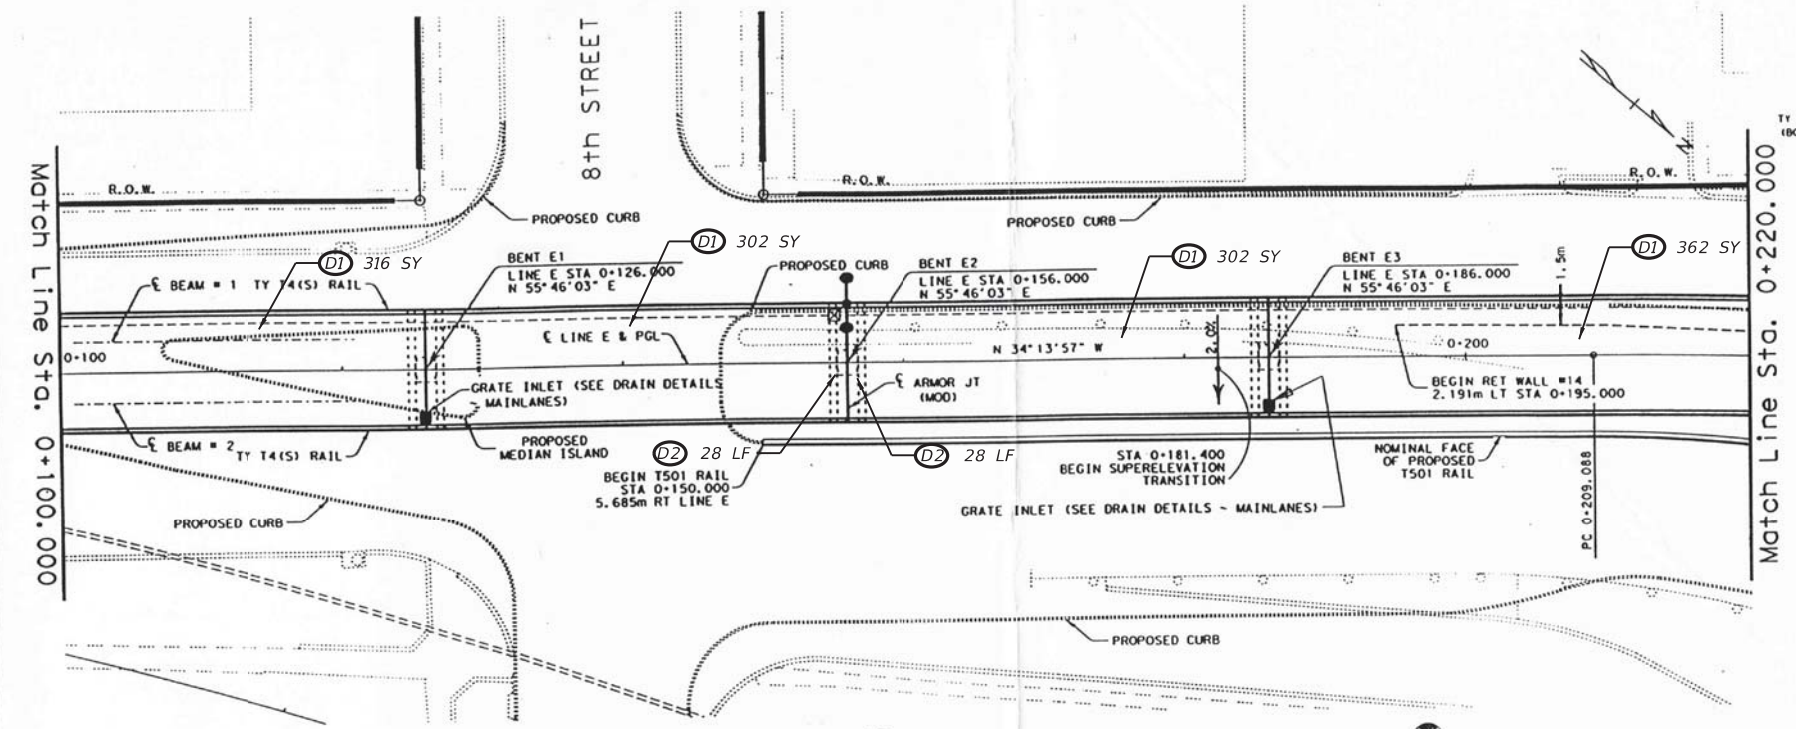 8th STREET
Match Line Sta. 0+100.000
Match Line Sta. 0+2220.000
TY
R.O.W.
R.O.W.
R.O.W.
N
PROPOSED CURB
PROPOSED CURB
D1 302 SY
D1 316 SY
BENT E1
LINE E STA 0+126.000
N 55°46'03" E
PROPOSED CURB
BENT E2
LINE E STA 0+156.000
N 55°46'03" E
D1 302 SY
BENT E3
LINE E STA 0+186.000
N 55°46'03" E
1.5m
D1 362 SY
℄ BEAM # 1 TY T4(S) RAIL
0+100
℄ LINE E & PGL
N 34°13'57" W
2.0%
0+200
GRATE INLET (SEE DRAIN DETAILS
- MAINLANES)
℄ ARMOR JT
(MOD)
BEGIN RET WALL #14
2.191m LT STA 0+195.000
℄ BEAM # 2
TY T4(S) RAIL
PROPOSED
MEDIAN ISLAND
D2 28 LF
D2 28 LF
BEGIN T501 RAIL
STA 0+150.000
5.685m RT LINE E
STA 0+181.400
BEGIN SUPERELEVATION
TRANSITION
NOMINAL FACE
OF PROPOSED
T501 RAIL
GRATE INLET (SEE DRAIN DETAILS - MAINLANES)
PC 0+209.088
PROPOSED CURB
PROPOSED CURB